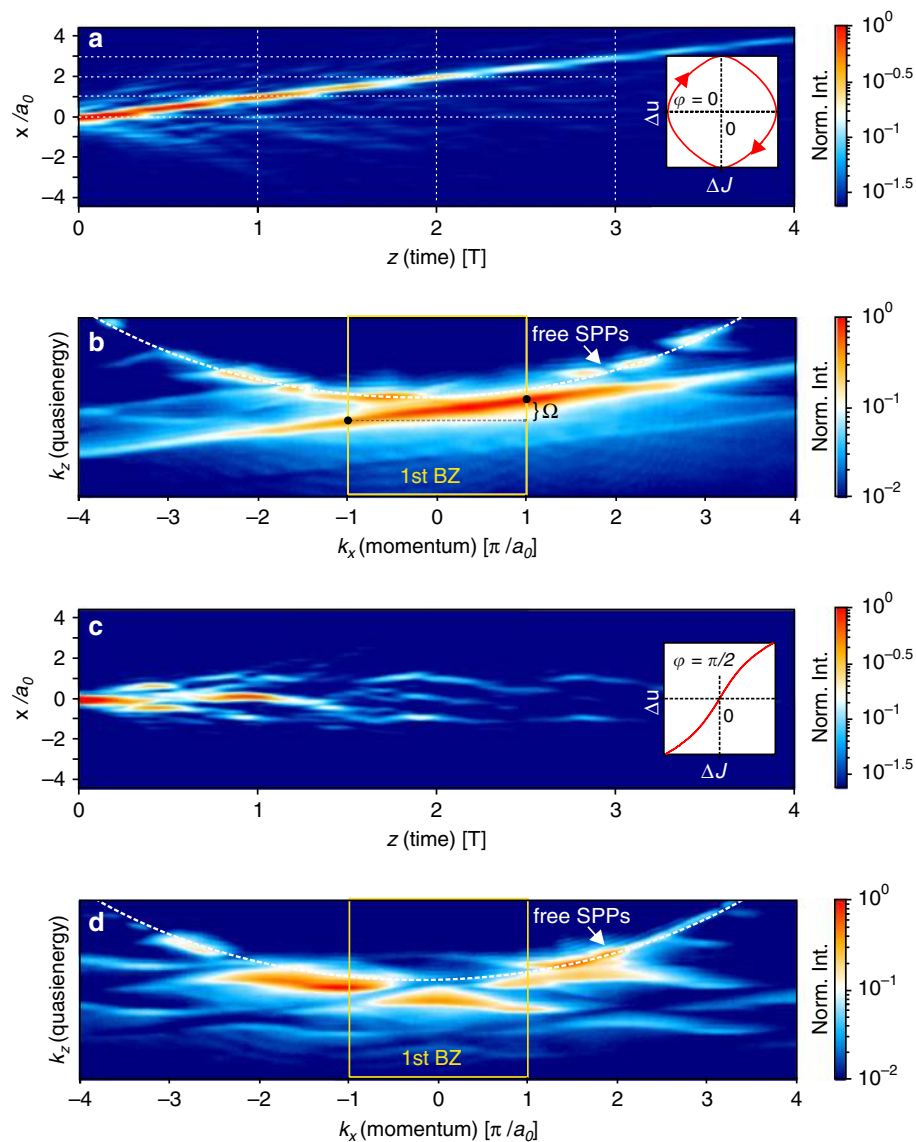 a
x /a0
4
2
0
–2
–4
0
1
2
3
4
z (time) [T]
φ = 0
0
Δu
ΔJ
Norm. Int.
10^0
10^–0.5
10^–1
10^–1.5
b
kz (quasienergy)
free SPPs
} Ω
1st BZ
–4
–3
–2
–1
0
1
2
3
4
kx (momentum) [π /a0]
Norm. Int.
10^0
10^–1
10^–2
c
x /a0
4
2
0
–2
–4
0
1
2
3
4
z (time) [T]
φ = π/2
0
Δu
ΔJ
Norm. Int.
10^0
10^–0.5
10^–1
10^–1.5
d
kz (quasienergy)
free SPPs
1st BZ
–4
–3
–2
–1
0
1
2
3
4
kx (momentum) [π /a0]
Norm. Int.
10^0
10^–1
10^–2